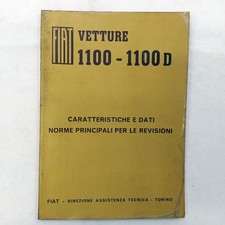 FIAT
VETTURE
1100 - 1100 D
CARATTERISTICHE E DATI
NORME PRINCIPALI PER LE REVISIONI
FIAT - DIREZIONE ASSISTENZA TECNICA - TORINO